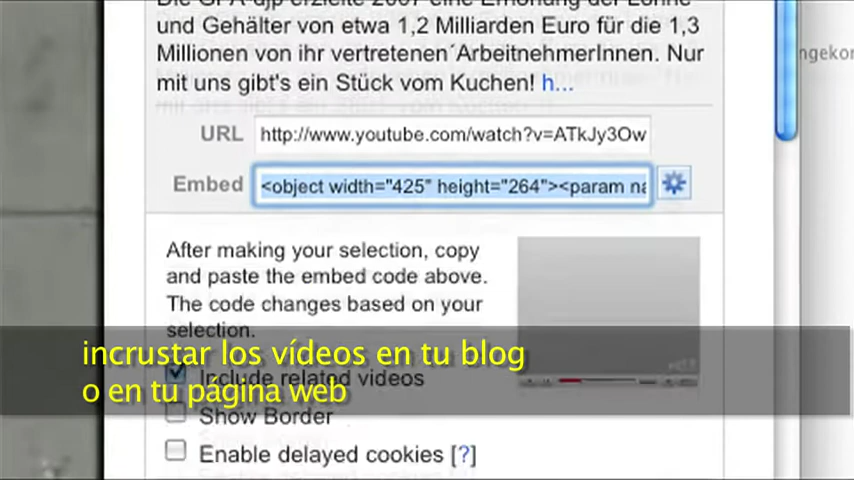 und Gehälter von etwa 1,2 Milliarden Euro für die 1,3
Millionen von ihr vertretenen ArbeitnehmerInnen. Nur
mit uns gibt's ein Stück vom Kuchen! h...
URL http://www.youtube.com/watch?v=ATkJy3Ow
Embed <object width="425" height="264"><param na
After making your selection, copy
and paste the embed code above.
The code changes based on your
selection.
incrustar los vídeos en tu blog
Include related videos
o en tu página web
Show Border
Enable delayed cookies [?]